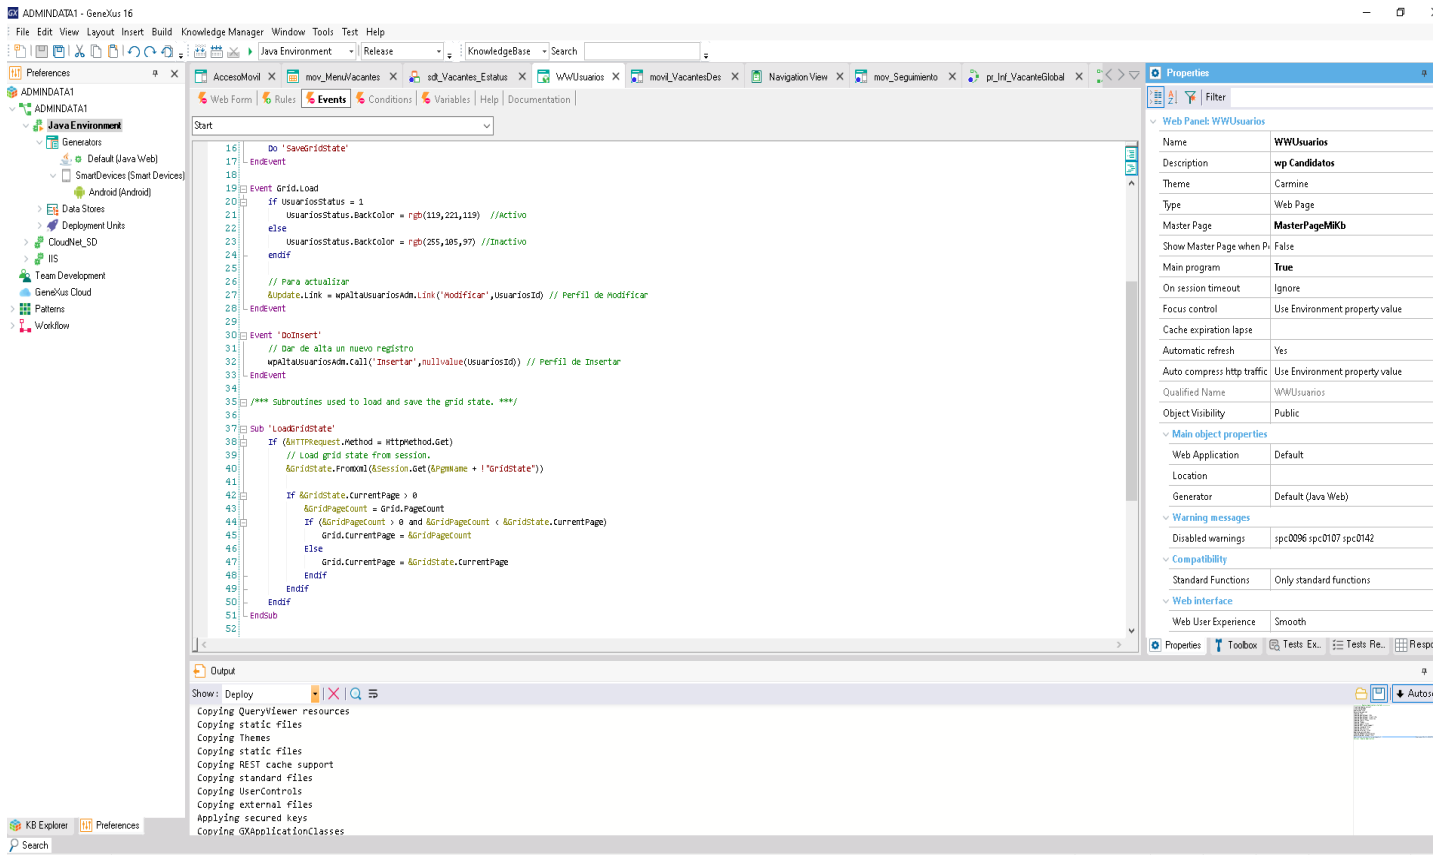 ADMINDATA1 - GeneXus 16
File Edit View Layout Insert Build Knowledge Manager Window Tools Test Help
Java Environment Release KnowledgeBase Search
Preferences
ADMINDATA1
ADMINDATA1
Java Environment
Generators
Default (Java Web)
SmartDevices (Smart Devices)
Android (Android)
Data Stores
Deployment Units
CloudNet_SD
IIS
Team Development
GeneXus Cloud
Patterns
Workflow
KB Explorer Preferences
Search
AccesoMovil mov_MenuVacantes sdt_Vacantes_Estatus WWUsuarios movil_VacantesDes Navigation View mov_Seguimiento pr_Inf_VacanteGlobal
Web Form Rules Events Conditions Variables Help Documentation
Start
16 Do 'SaveGridState'
17 EndEvent
18
19 Event Grid.Load
20 if UsuariosStatus = 1
21 UsuariosStatus.BackColor = rgb(119,221,119) //Activo
22 else
23 UsuariosStatus.BackColor = rgb(255,105,97) //Inactivo
24 endif
25
26 // Para actualizar
27 &Update.Link = wpAltaUsuariosAdm.Link('Modificar',UsuariosId) // Perfil de Modificar
28 EndEvent
29
30 Event 'DoInsert'
31 // Dar de alta un nuevo registro
32 wpAltaUsuariosAdm.Call('Insertar',nullvalue(UsuariosId)) // Perfil de Insertar
33 EndEvent
34
35 /*** Subroutines used to load and save the grid state. ***/
36
37 Sub 'LoadGridState'
38 If (&HTTPRequest.Method = HttpMethod.Get)
39 // Load grid state from session.
40 &GridState.FromXml(&Session.Get(&PgmName + !"GridState"))
41
42 If &GridState.CurrentPage > 0
43 &GridPageCount = Grid.PageCount
44 If (&GridPageCount > 0 and &GridPageCount < &GridState.CurrentPage)
45 Grid.CurrentPage = &GridPageCount
46 Else
47 Grid.CurrentPage = &GridState.CurrentPage
48 Endif
49 Endif
50 Endif
51 EndSub
52
Output
Show: Deploy
Autos
Copying QueryViewer resources
Copying static files
Copying Themes
Copying static files
Copying REST cache support
Copying standard files
Copying UserControls
Copying external files
Applying secured keys
Copying GXApplicationClasses
Properties
Filter
Web Panel: WWUsuarios
Name WWUsuarios
Description wp Candidatos
Theme Carmine
Type Web Page
Master Page MasterPageMiKb
Show Master Page when P False
Main program True
On session timeout Ignore
Focus control Use Environment property value
Cache expiration lapse
Automatic refresh Yes
Auto compress http traffic Use Environment property value
Qualified Name WWUsuarios
Object Visibility Public
Main object properties
Web Application Default
Location
Generator Default (Java Web)
Warning messages
Disabled warnings spc0096 spc0107 spc0142
Compatibility
Standard Functions Only standard functions
Web interface
Web User Experience Smooth
Properties Toolbox Tests Ex... Tests Re... Respo